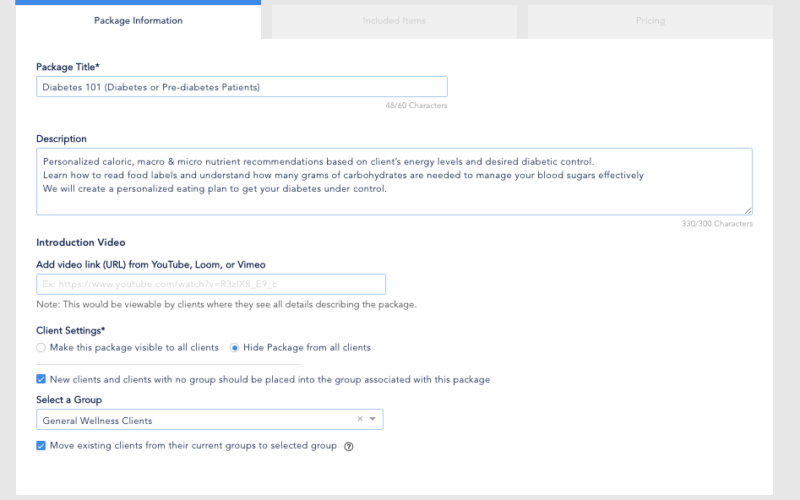 Package Information
Included Items
Pricing
Package Title*
Diabetes 101 (Diabetes or Pre-diabetes Patients)
48/60 Characters
Description
Personalized caloric, macro & micro nutrient recommendations based on client's energy levels and desired diabetic control.
Learn how to read food labels and understand how many grams of carbohydrates are needed to manage your blood sugars effectively
We will create a personalized eating plan to get your diabetes under control.
330/300 Characters
Introduction Video
Add video link (URL) from YouTube, Loom, or Vimeo
Ex: https://www.youtube.com/watch?v=R3zIX8_E9_c
Note: This would be viewable by clients where they see all details describing the package.
Client Settings*
Make this package visible to all clients Hide Package from all clients
New clients and clients with no group should be placed into the group associated with this package
Select a Group
General Wellness Clients
Move existing clients from their current groups to selected group